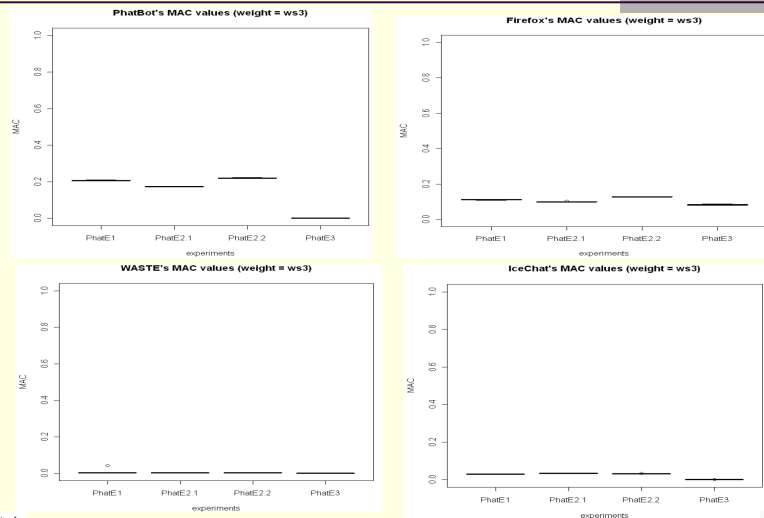 PhatBot's MAC values (weight = ws3)
1.0
0.8
0.6
0.4
0.2
0.0
MAC
PhatE1 PhatE2.1 PhatE2.2 PhatE3
experiments
Firefox's MAC values (weight = ws3)
1.0
0.8
0.6
0.4
0.2
0.0
MAC
PhatE1 PhatE2.1 PhatE2.2 PhatE3
experiments
WASTE's MAC values (weight = ws3)
1.0
0.8
0.6
0.4
0.2
0.0
MAC
PhatE1 PhatE2.1 PhatE2.2 PhatE3
experiments
IceChat's MAC values (weight = ws3)
1.0
0.8
0.6
0.4
0.2
0.0
MAC
PhatE1 PhatE2.1 PhatE2.2 PhatE3
experiments